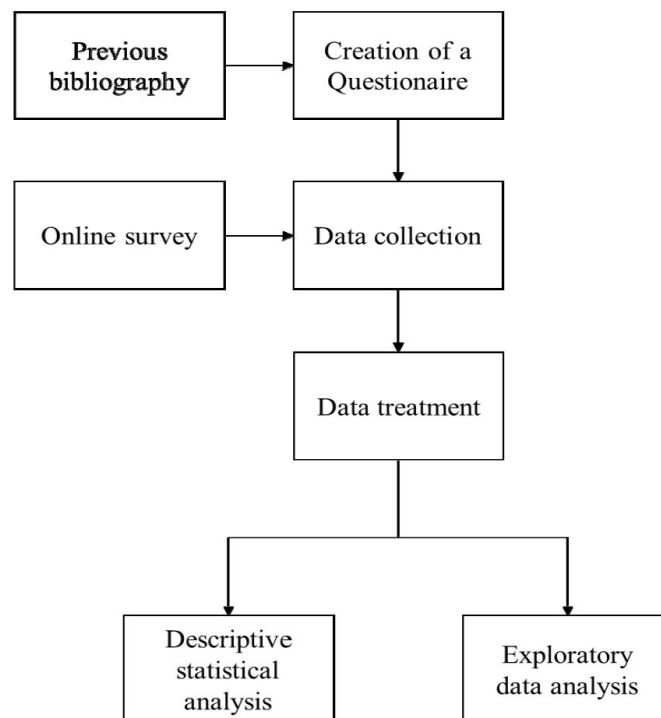 Previous
bibliography
Creation of a
Questionaire
Online survey
Data collection
Data treatment
Descriptive
statistical
analysis
Exploratory
data analysis